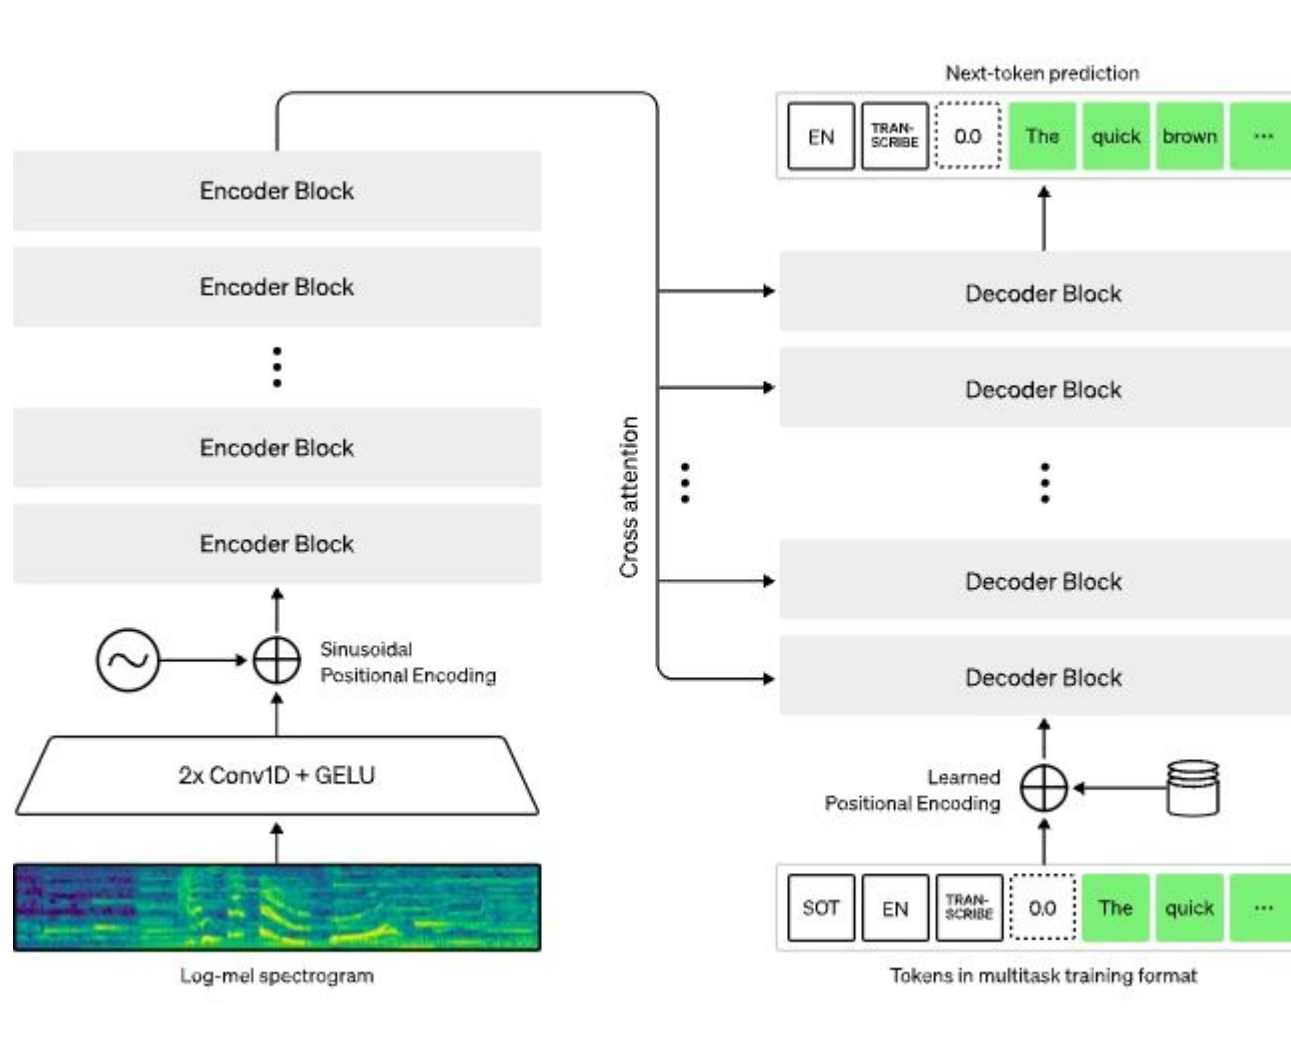 Encoder Block
Encoder Block
Encoder Block
Encoder Block
Sinusoidal
Positional Encoding
2x Conv1D + GELU
Log-mel spectrogram
Cross attention
Next-token prediction
EN TRAN-
SCRIBE 0.0 The quick brown ...
Decoder Block
Decoder Block
Decoder Block
Decoder Block
Learned
Positional Encoding
SOT EN TRAN-
SCRIBE 0.0 The quick ...
Tokens in multitask training format